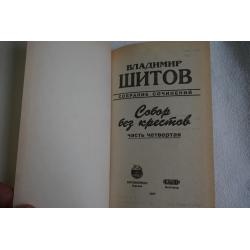 ВЛАДИМИР
ШИТОВ
СОБРАНИЕ СОЧИНЕНИЙ
Собор
без крестов
ЧАСТЬ ЧЕТВЕРТАЯ